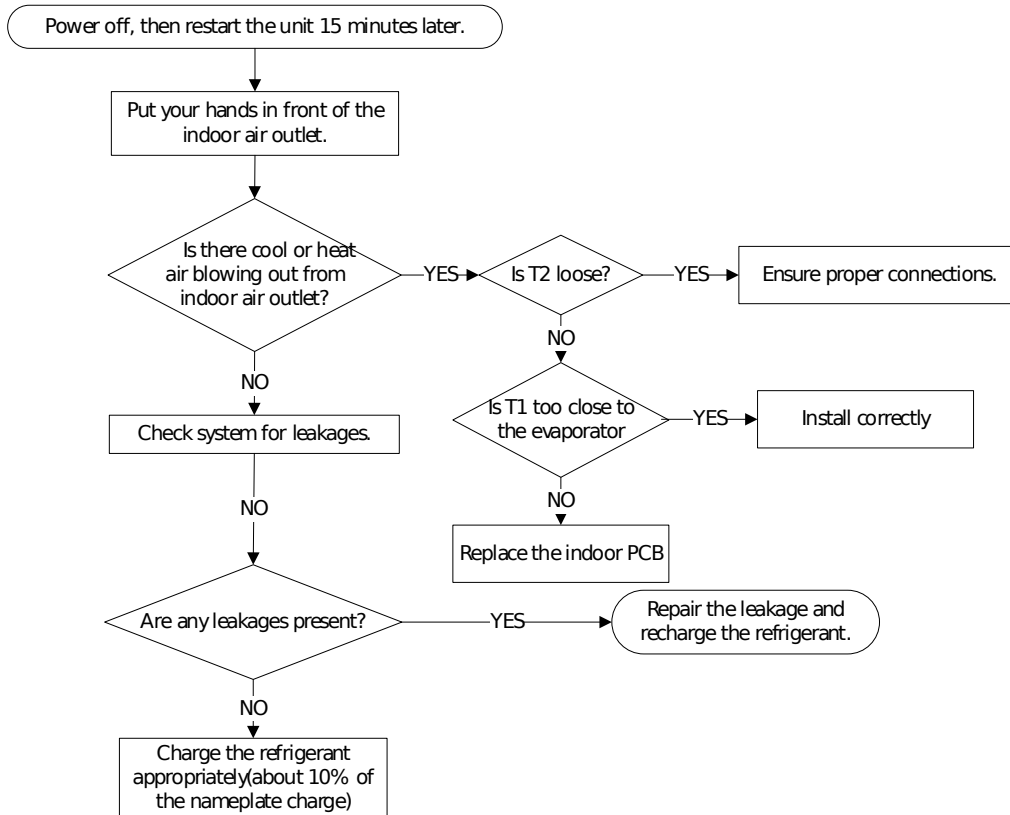 Power off, then restart the unit 15 minutes later.
Put your hands in front of the
indoor air outlet.
Is there cool or heat
air blowing out from
indoor air outlet?
YES
Is T2 loose?
YES
Ensure proper connections.
NO
NO
Is T1 too close to
the evaporator
YES
Install correctly
Check system for leakages.
NO
NO
Replace the indoor PCB
Are any leakages present?
YES
Repair the leakage and
recharge the refrigerant.
NO
Charge the refrigerant
appropriately(about 10% of
the nameplate charge)